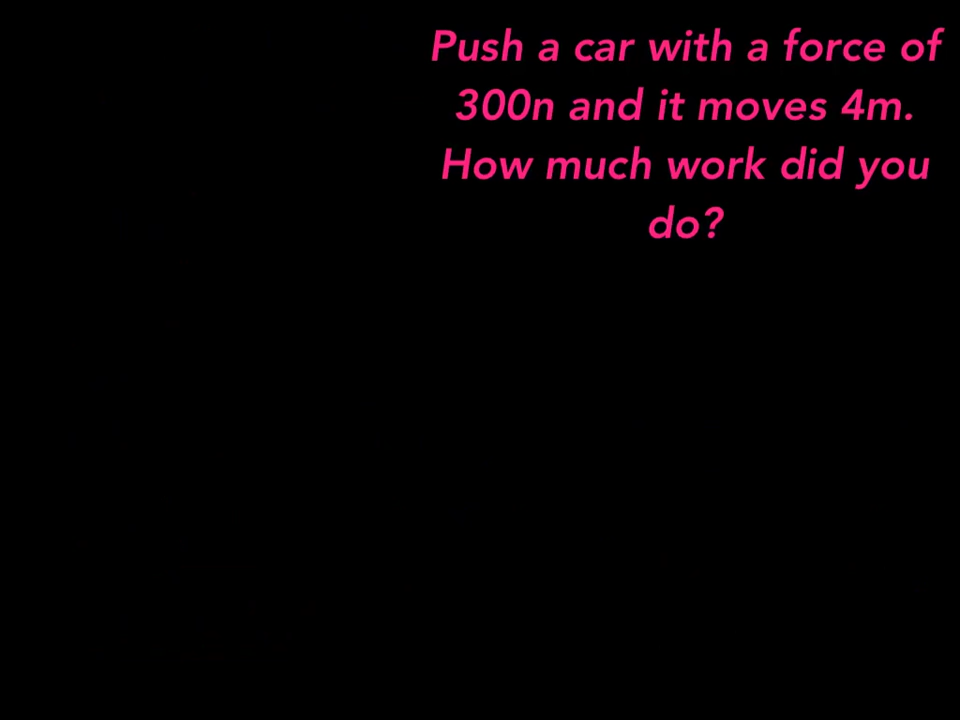 Push a car with a force of
300n and it moves 4m.
How much work did you
do?